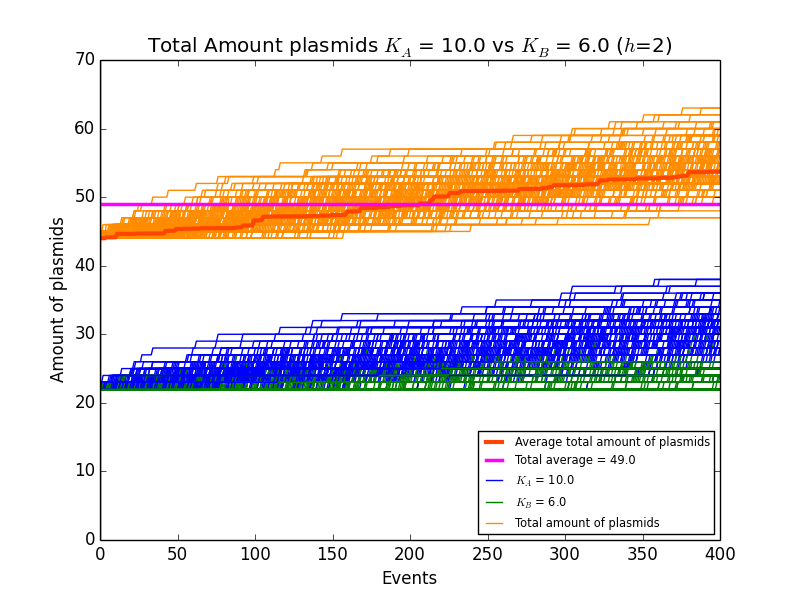 Total Amount plasmids K_A = 10.0 vs K_B = 6.0 (h=2)
70
60
50
40
30
20
10
0
Amount of plasmids
Average total amount of plasmids
Total average = 49.0
K_A = 10.0
K_B = 6.0
Total amount of plasmids
0 50 100 150 200 250 300 350 400
Events